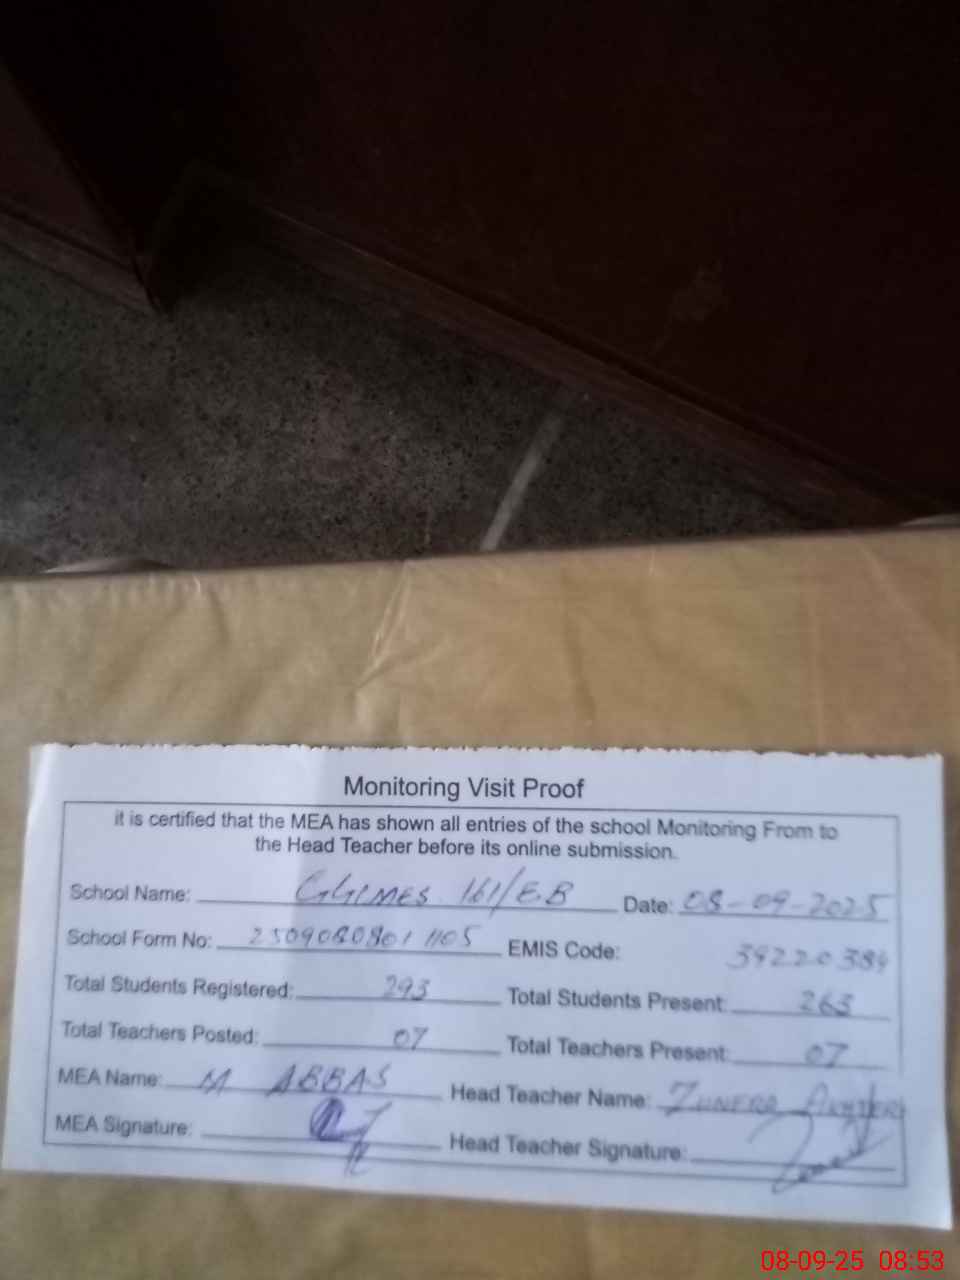 Monitoring Visit Proof
it is certified that the MEA has shown all entries of the school Monitoring From to
the Head Teacher before its online submission.
School Name: GGCMES 161/E.B Date: 08-09-2025
School Form No: 25090808011105 EMIS Code: 39220384
Total Students Registered: 293 Total Students Present: 263
Total Teachers Posted: 07 Total Teachers Present: 07
MEA Name: M ABBAS Head Teacher Name: ZUNERA
MEA Signature: Head Teacher Signature:
08-09-25 08:53